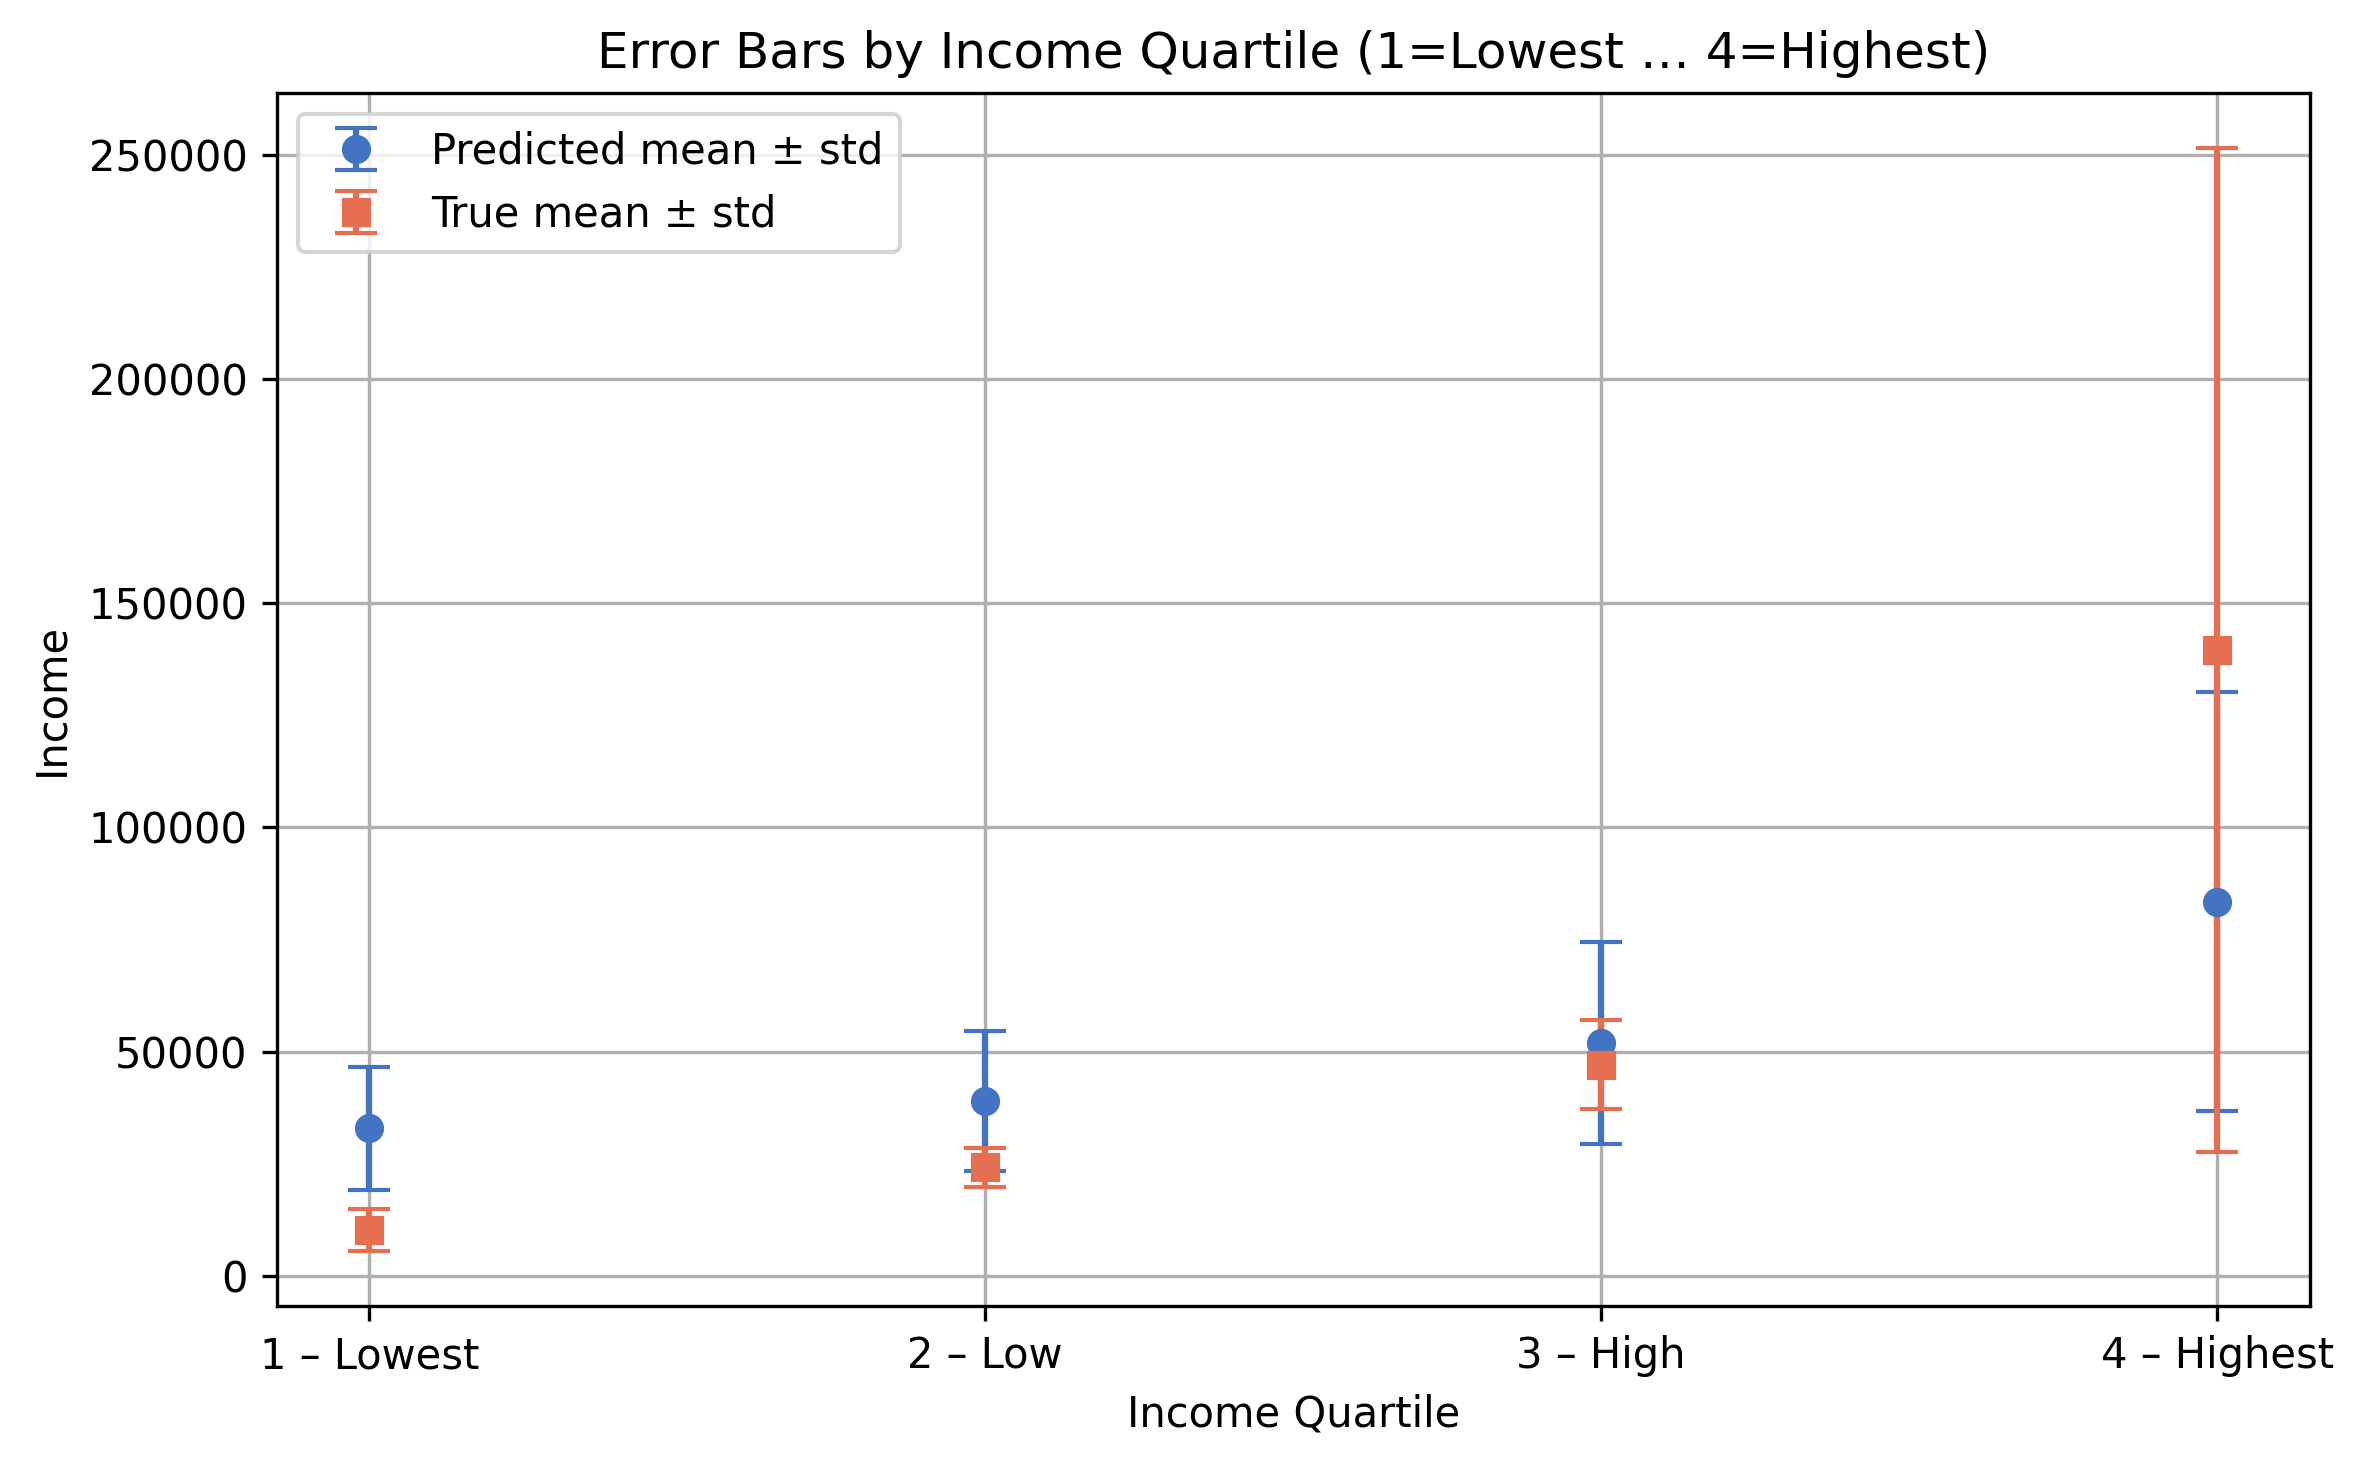 Error Bars by Income Quartile (1=Lowest ... 4=Highest)
Predicted mean ± std
True mean ± std
250000
200000
150000
100000
50000
0
Income
1 – Lowest
2 – Low
3 – High
4 – Highest
Income Quartile